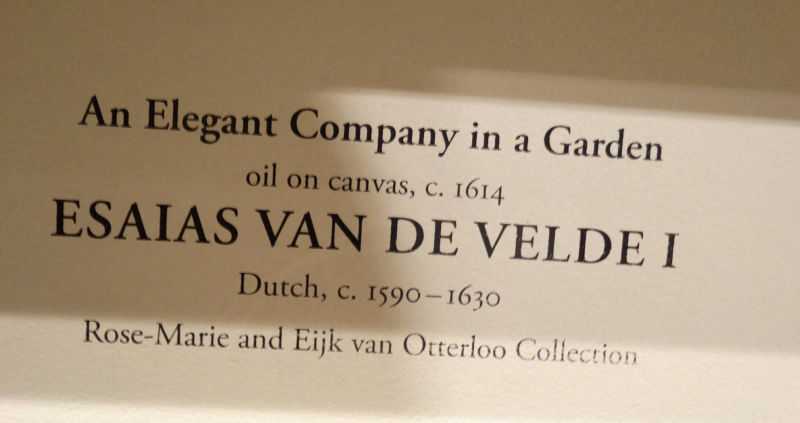 An Elegant Company in a Garden
oil on canvas, c. 1614
ESAIAS VAN DE VELDE I
Dutch, c. 1590–1630
Rose-Marie and Eijk van Otterloo Collection